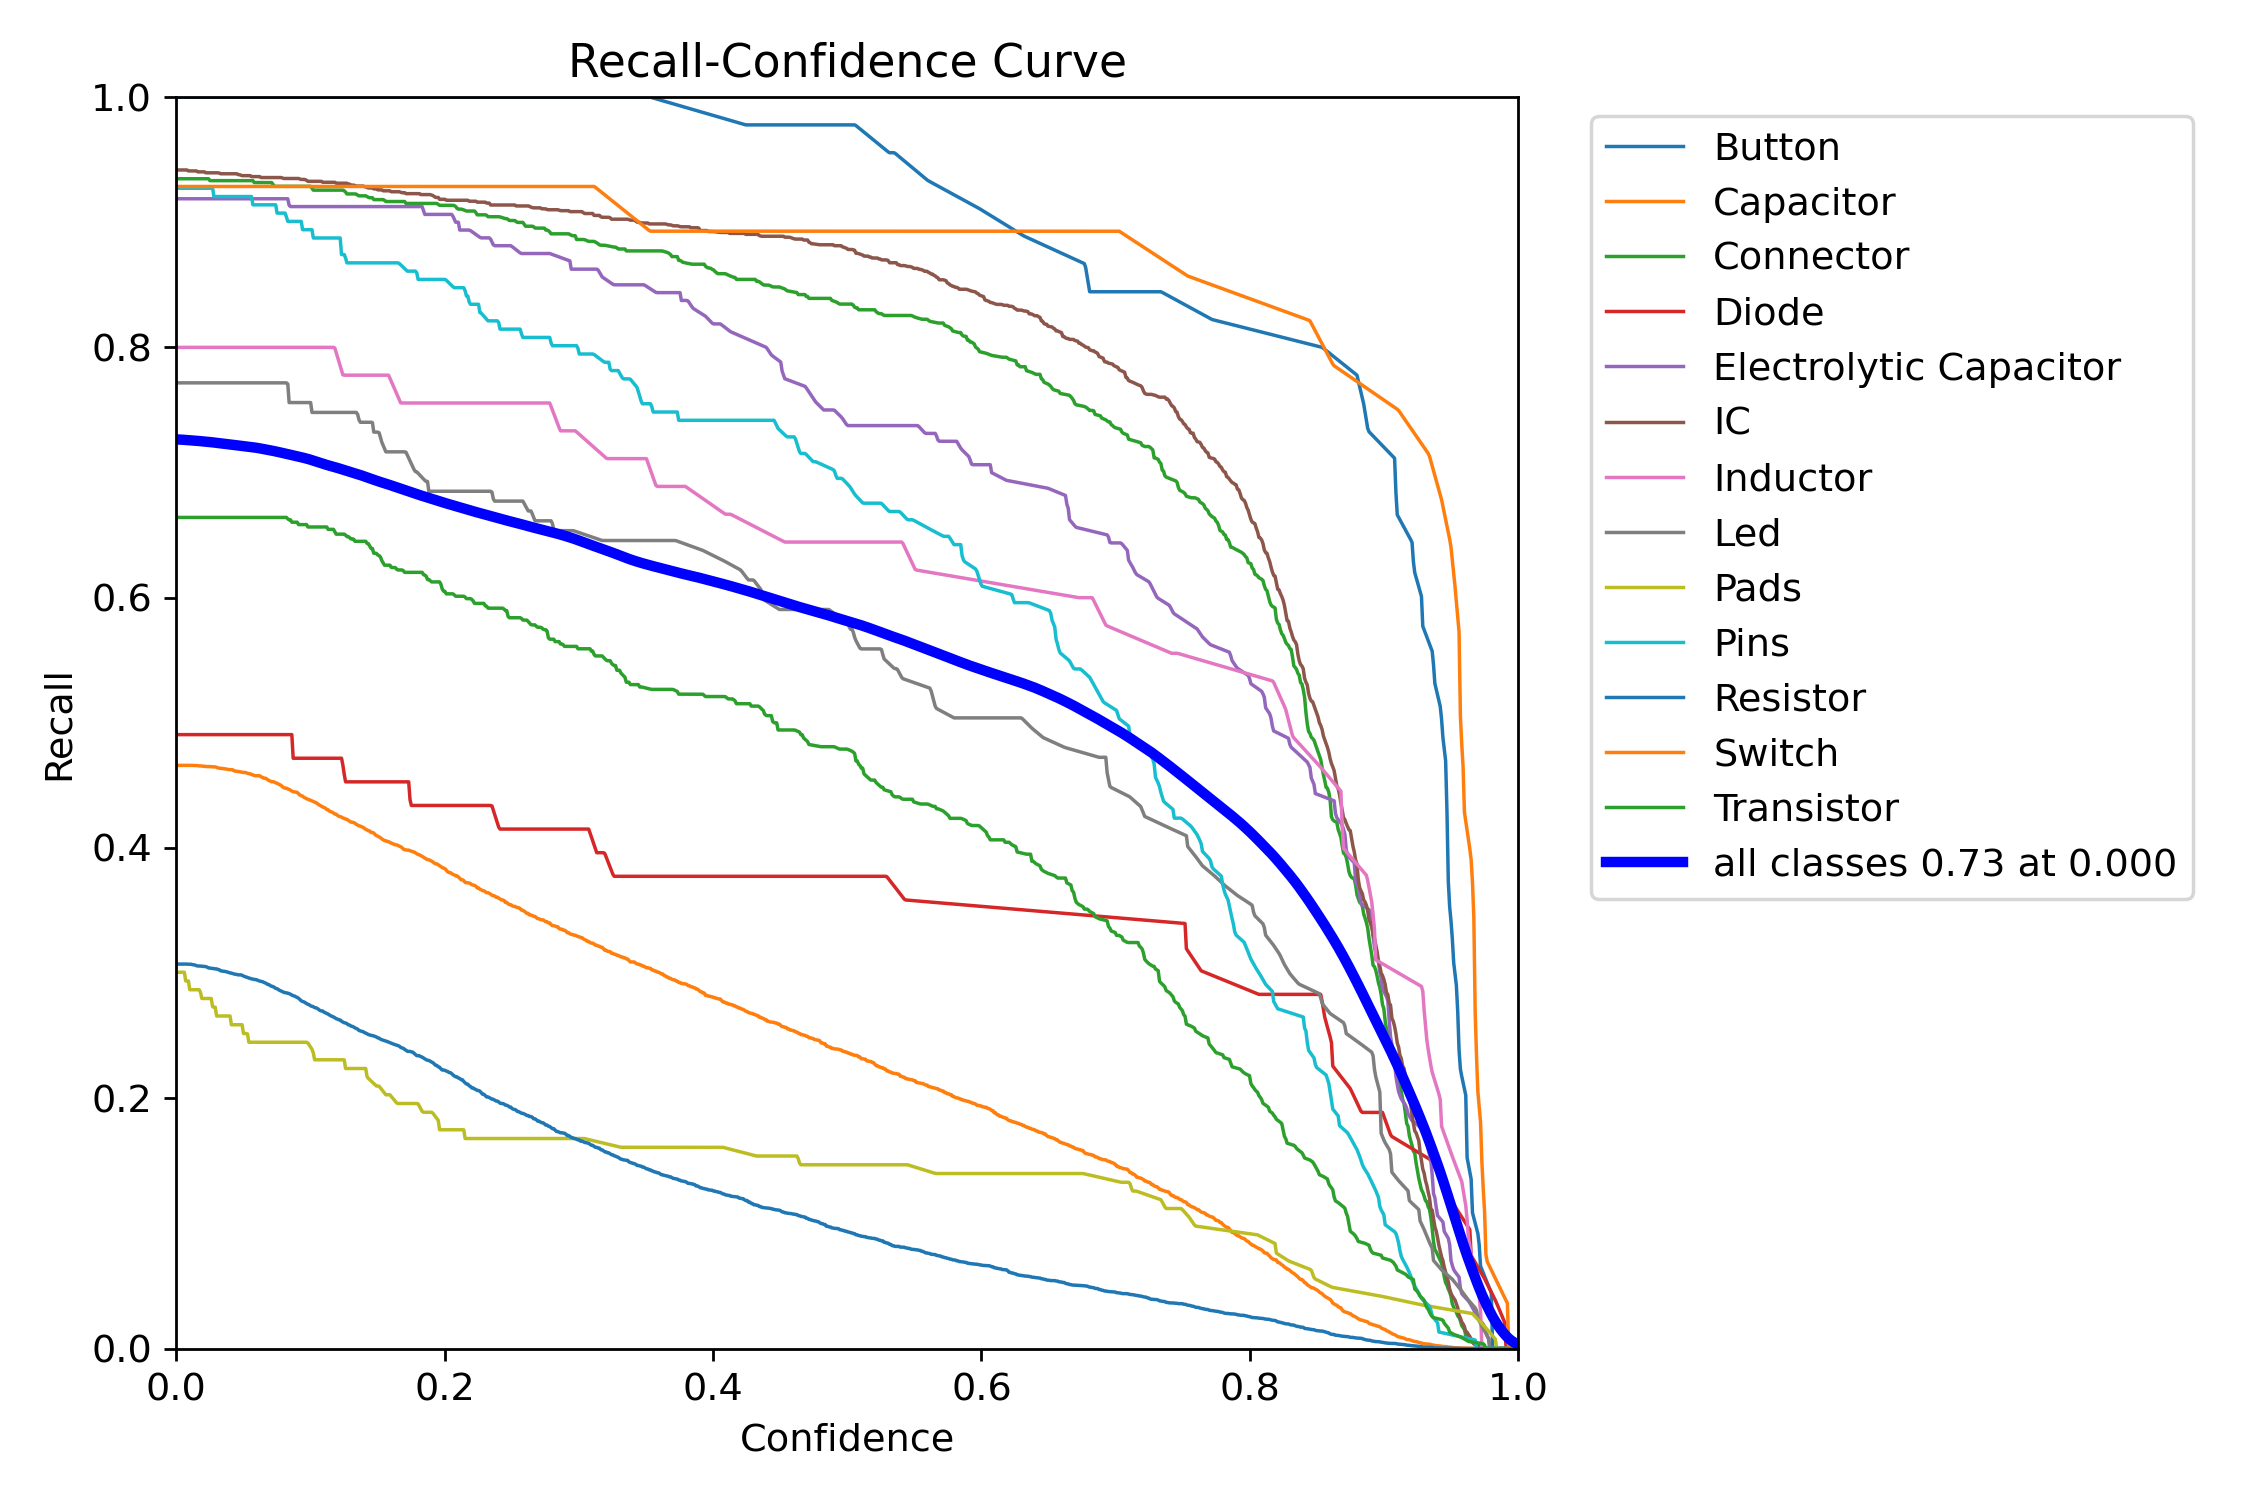 Recall-Confidence Curve
1.0
0.8
0.6
0.4
0.2
0.0
Recall
0.0 0.2 0.4 0.6 0.8 1.0
Confidence
Button
Capacitor
Connector
Diode
Electrolytic Capacitor
IC
Inductor
Led
Pads
Pins
Resistor
Switch
Transistor
all classes 0.73 at 0.000